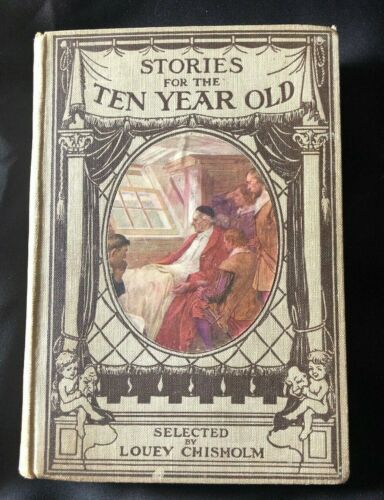 STORIES
FOR THE
TEN YEAR OLD
SELECTED
BY
LOUEY CHISHOLM